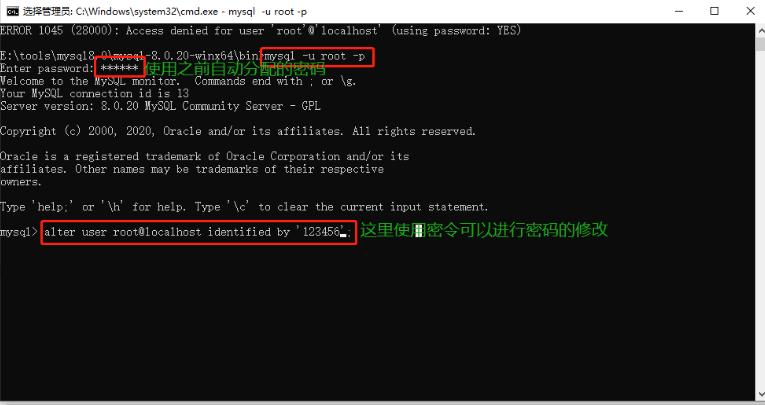 选择管理员: C:\Windows\system32\cmd.exe - mysql  -u root -p
ERROR 1045 (28000): Access denied for user 'root'@'localhost' (using password: YES)
E:\tools\mysql8.0\mysql-8.0.20-winx64\bin>mysql -u root -p
Enter password: ****** 使用之前自动分配的密码
Welcome to the MySQL monitor.  Commands end with ; or \g.
Your MySQL connection id is 13
Server version: 8.0.20 MySQL Community Server - GPL
Copyright (c) 2000, 2020, Oracle and/or its affiliates. All rights reserved.
Oracle is a registered trademark of Oracle Corporation and/or its
affiliates. Other names may be trademarks of their respective
owners.
Type 'help;' or '\h' for help. Type '\c' to clear the current input statement.
mysql> alter user root@localhost identified by '123456'; 这里使用密令可以进行密码的修改